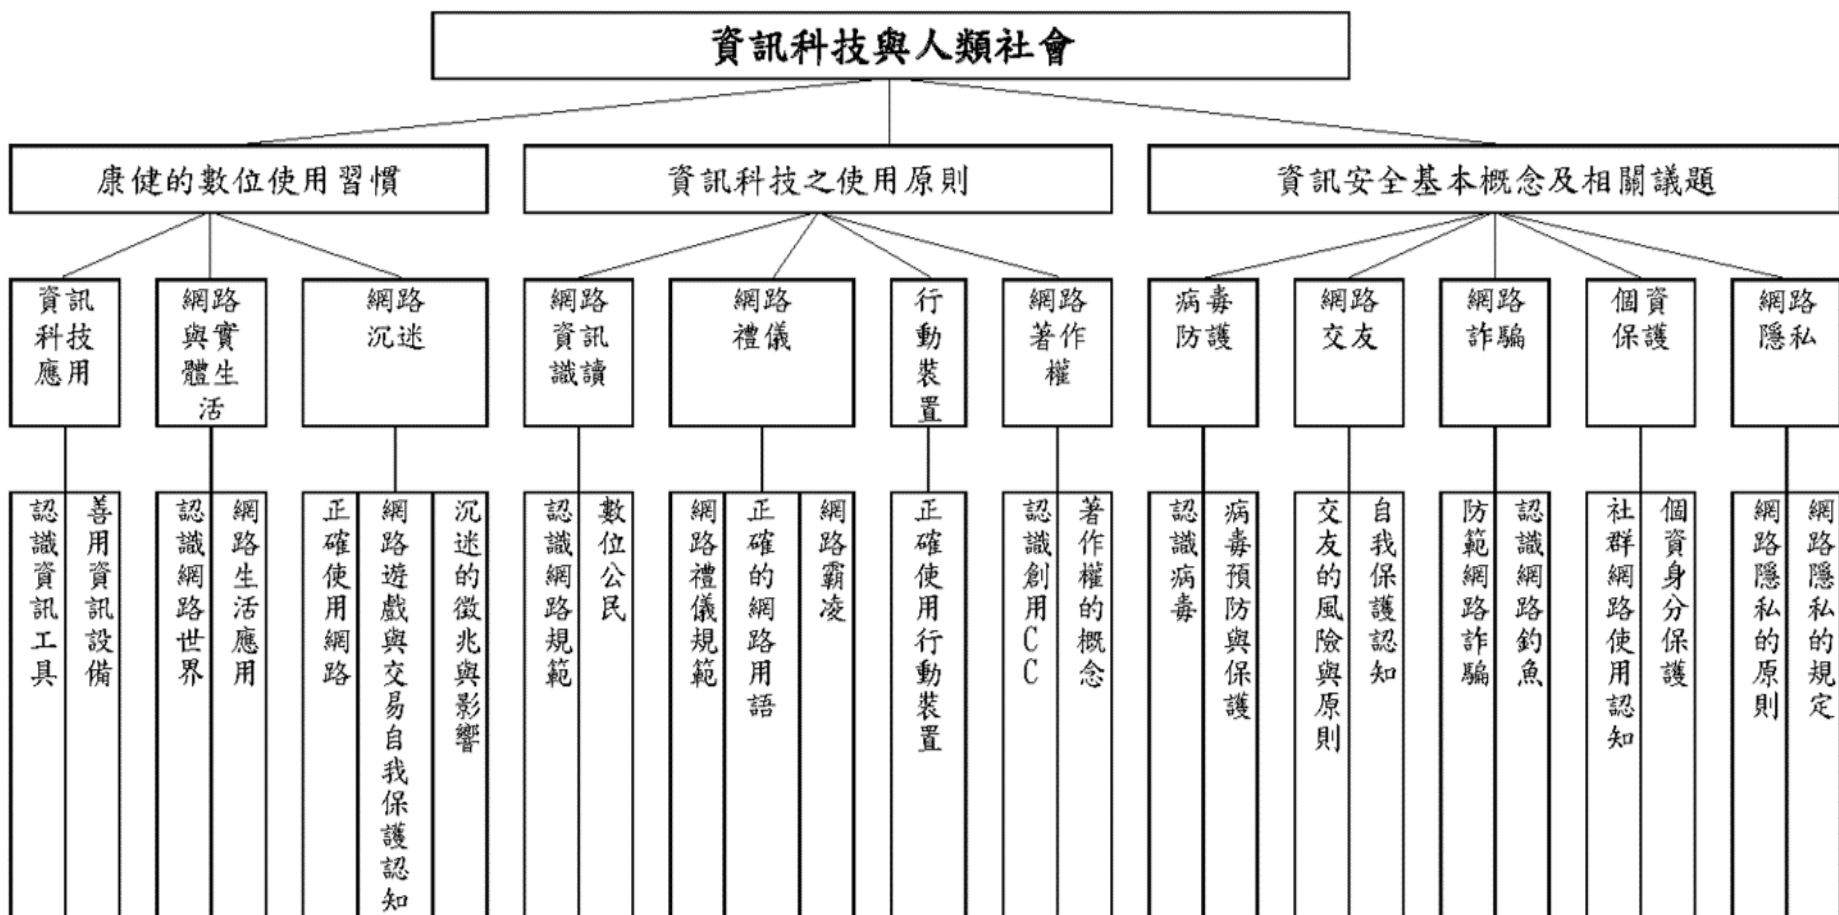 資訊科技與人類社會
康健的數位使用習慣
資訊科技之使用原則
資訊安全基本概念及相關議題
資訊
科技
應用
網路
與實
體生
活
網路
沉迷
網路
資訊
識讀
網路
禮儀
行動裝置
網路
著作
權
病毒
防護
網路
交友
網路
詐騙
個資
保護
網路
隱私
認識資訊工具
善用資訊設備
認識網路世界
網路生活應用
正確使用網路
網路遊戲與交易自我保護認知
沉迷的徵兆與影響
認識網路規範
數位公民
網路禮儀規範
正確的網路用語
網路霸凌
正確使用行動裝置
認識創用CC
著作權的概念
認識病毒
病毒預防與保護
交友的風險與原則
自我保護認知
防範網路詐騙
認識網路釣魚
社群網路使用認知
個資身分保護
網路隱私的原則
網路隱私的規定